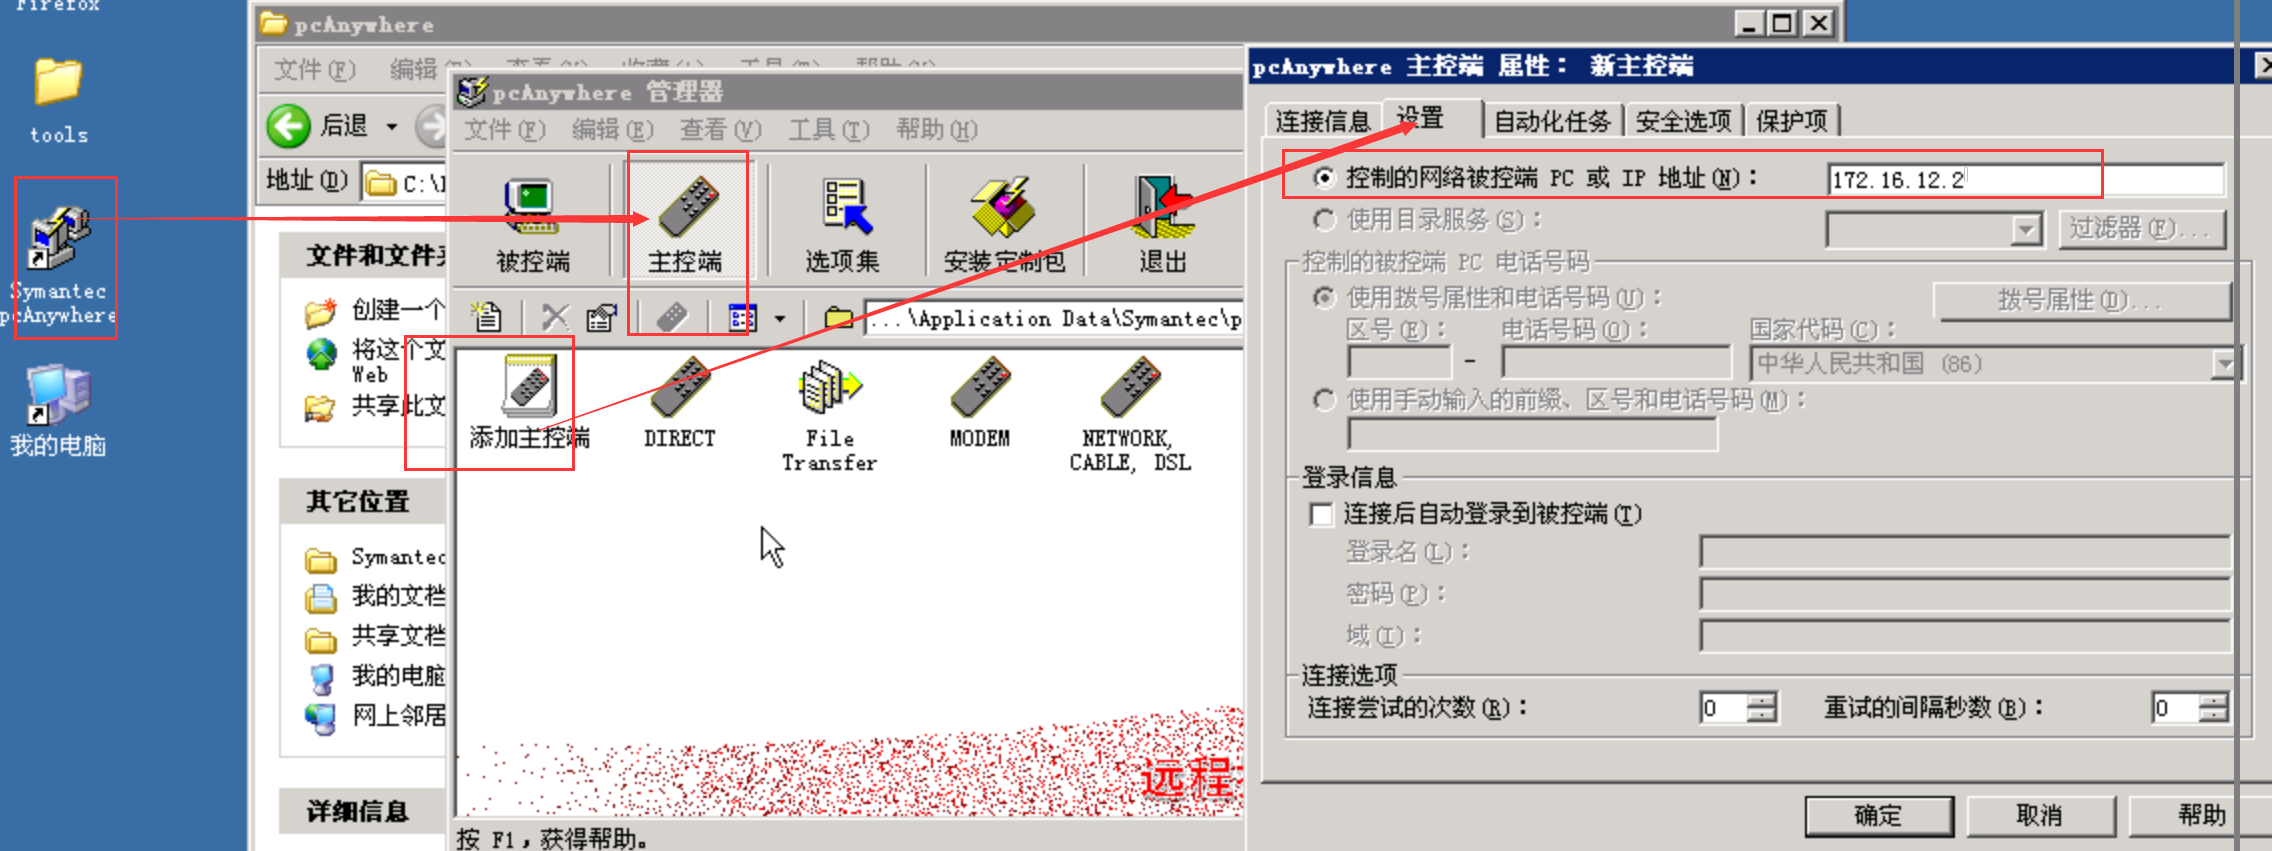 Firefox
tools
Symantec
pcAnywhere
我的电脑
pcAnywhere
文件(F)
编辑
后退
地址(D)
文件和文件夹
创建一个
将这个文
Web
共享此文
其它位置
Symantec
我的文档
共享文档
我的电脑
网上邻居
详细信息
pcAnywhere 管理器
文件(F) 编辑(E) 查看(V) 工具(T) 帮助(H)
被控端 主控端 选项集 安装定制包 退出
...\Application Data\Symantec\p
添加主控端 DIRECT File Transfer MODEM NETWORK, CABLE, DSL
远程
按 F1，获得帮助。
pcAnywhere 主控端 属性： 新主控端
连接信息 设置 自动化任务 安全选项 保护项
控制的网络被控端 PC 或 IP 地址(N)： 172.16.12.2
使用目录服务(S)： 过滤器(F)...
控制的被控端 PC 电话号码
使用拨号属性和电话号码(U)： 拨号属性(D)...
区号(E)： 电话号码(O)： 国家代码(C)：
- 中华人民共和国 (86)
使用手动输入的前缀、区号和电话号码(M)：
登录信息
连接后自动登录到被控端(T)
登录名(L)：
密码(P)：
域(I)：
连接选项
连接尝试的次数(R)： 0 重试的间隔秒数(B)： 0
确定 取消 帮助